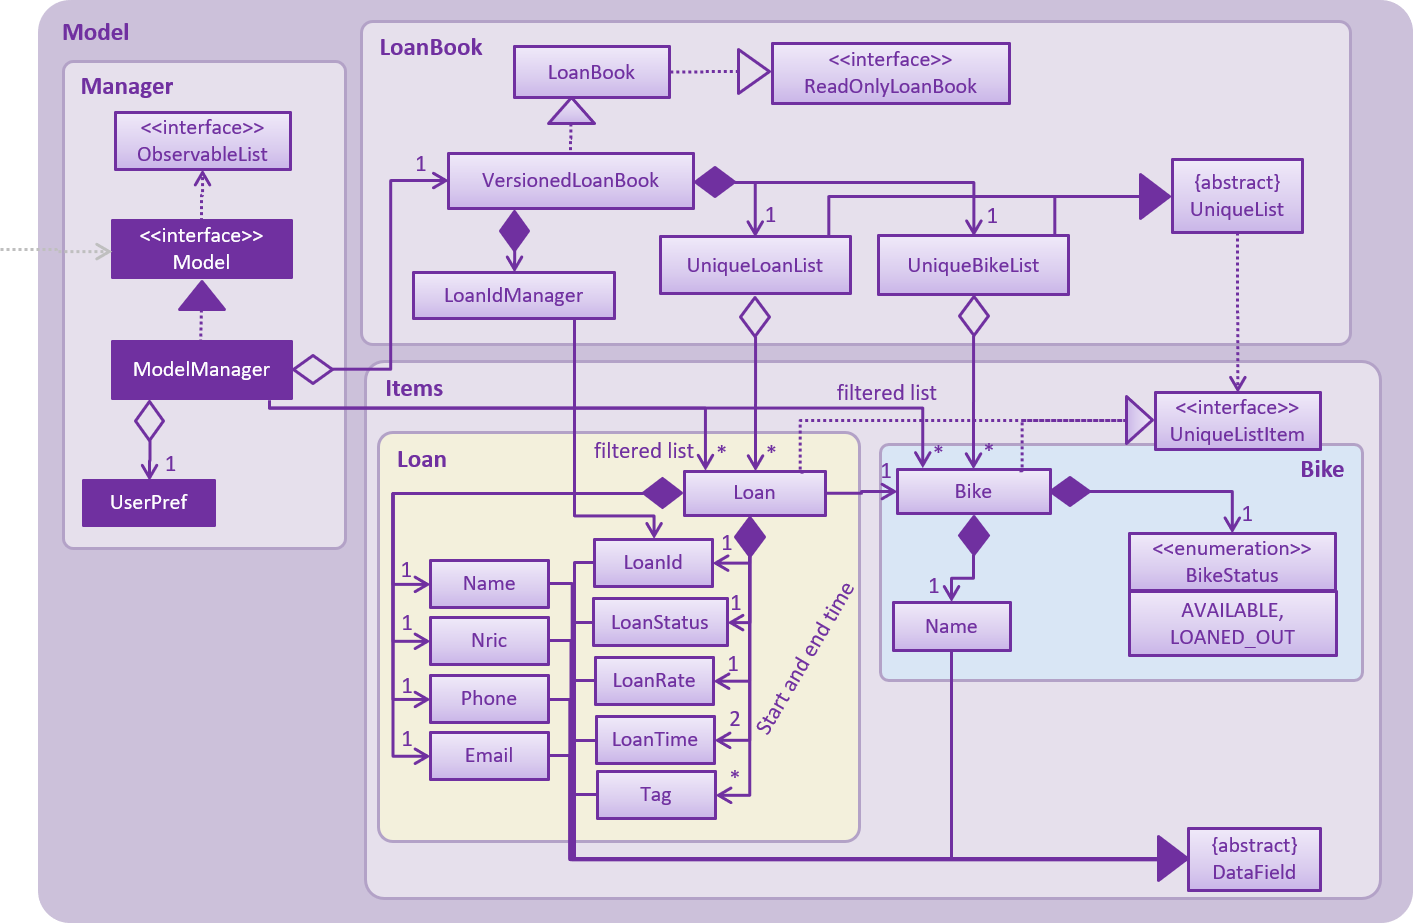 Model
Manager
<<interface>>
ObservableList
<<interface>>
Model
ModelManager
1
UserPref
LoanBook
LoanBook
<<interface>>
ReadOnlyLoanBook
1
VersionedLoanBook
{abstract}
UniqueList
1
1
UniqueLoanList
UniqueBikeList
LoanIdManager
Items
filtered list
<<interface>>
UniqueListItem
Loan
filtered list
*
*
*
*
Loan
1
LoanId
1
LoanStatus
1
LoanRate
2
LoanTime
*
Tag
Start and end time
1
Name
1
Nric
1
Phone
1
Email
Bike
1
Bike
1
Name
1
<<enumeration>>
BikeStatus
AVAILABLE,
LOANED_OUT
{abstract}
DataField